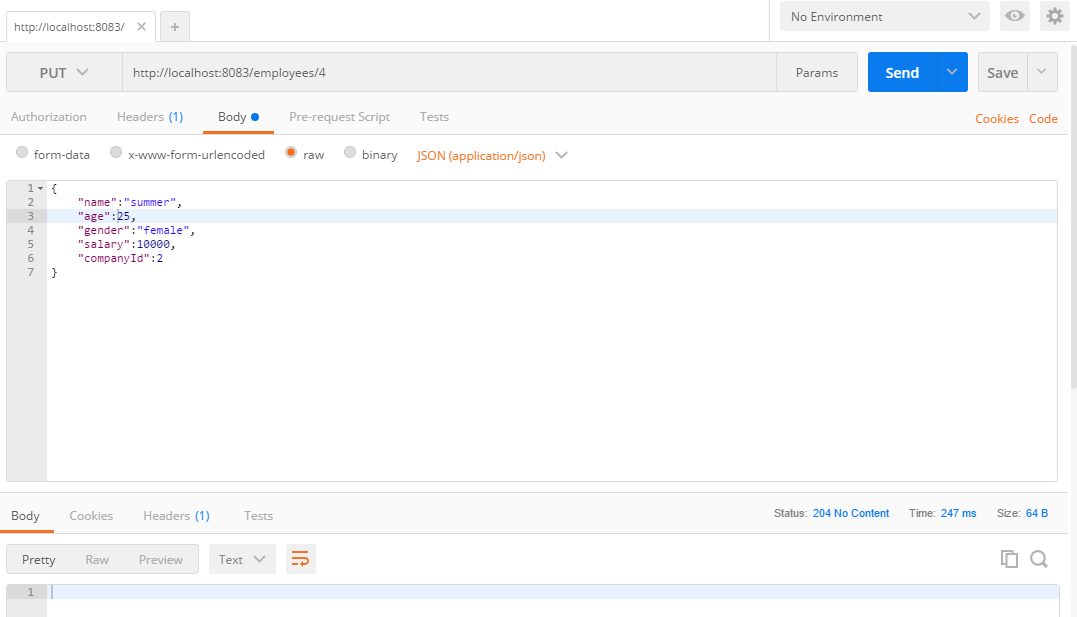 http://localhost:8083/ ✕ + No Environment
PUT http://localhost:8083/employees/4 Params Send Save
Authorization Headers (1) Body Pre-request Script Tests Cookies Code
form-data x-www-form-urlencoded raw binary JSON (application/json)
1 {
2 "name":"summer",
3 "age":25,
4 "gender":"female",
5 "salary":10000,
6 "companyId":2
7 }
Body Cookies Headers (1) Tests Status: 204 No Content Time: 247 ms Size: 64 B
Pretty Raw Preview Text
1